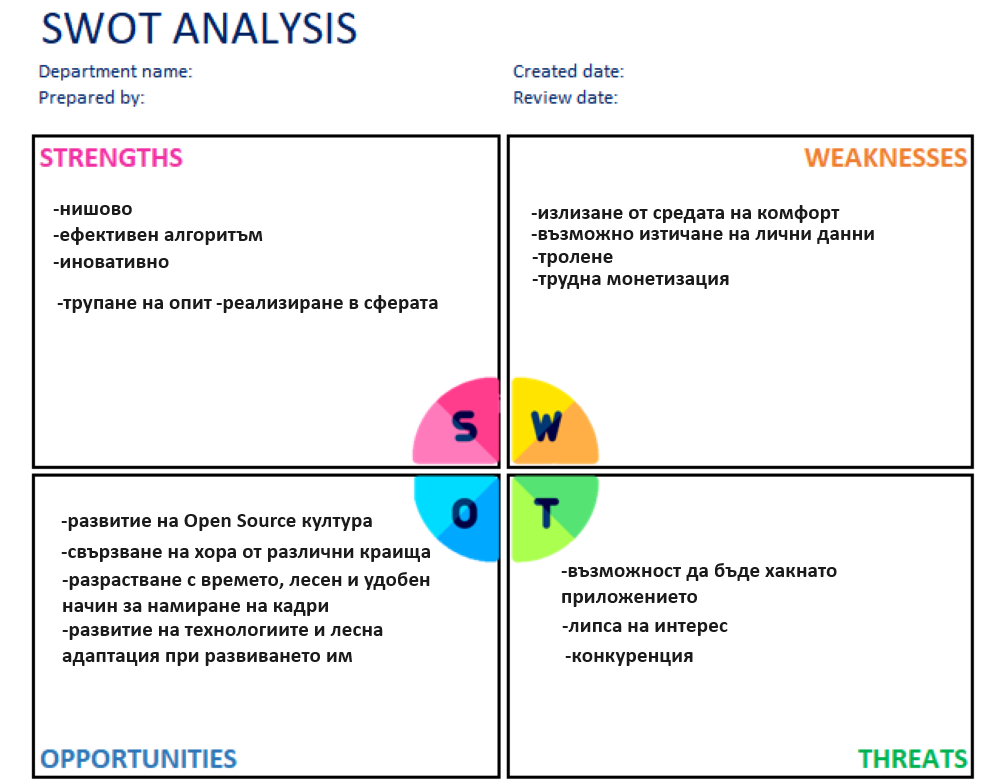 SWOT ANALYSIS
Department name:
Prepared by:
Created date:
Review date:
STRENGTHS
-нишово
-ефективен алгоритъм
-иновативно
-трупане на опит -реализиране в сферата
WEAKNESSES
-излизане от средата на комфорт
-възможно изтичане на лични данни
-тролене
-трудна монетизация
S
W
O
T
-развитие на Open Source култура
-свързване на хора от различни краища
-разрастване с времето, лесен и удобен
начин за намиране на кадри
-развитие на технологиите и лесна
адаптация при развиването им
OPPORTUNITIES
-възможност да бъде хакнато
приложението
-липса на интерес
-конкуренция
THREATS